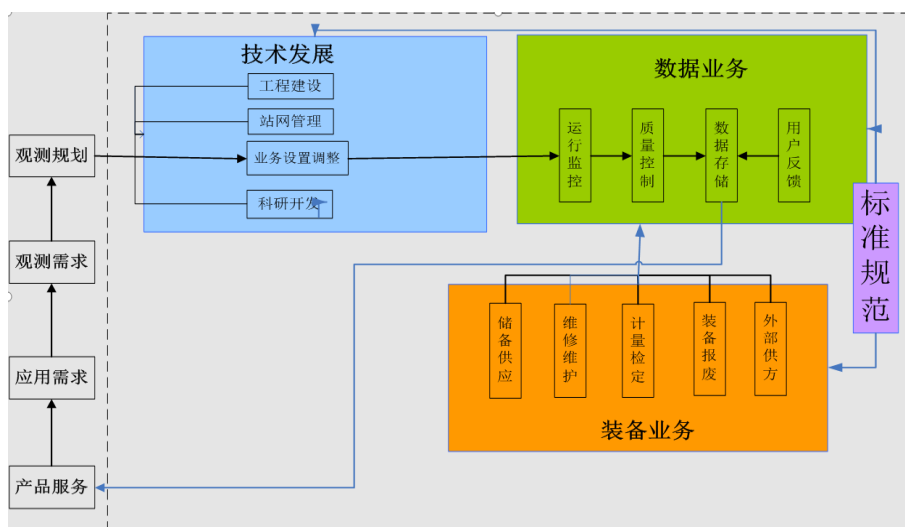 技术发展
工程建设
站网管理
业务设置调整
科研开发
数据业务
运行监控
质量控制
数据存储
用户反馈
观测规划
观测需求
应用需求
产品服务
标准规范
储备供应
维修维护
计量检定
装备报废
外部供方
装备业务